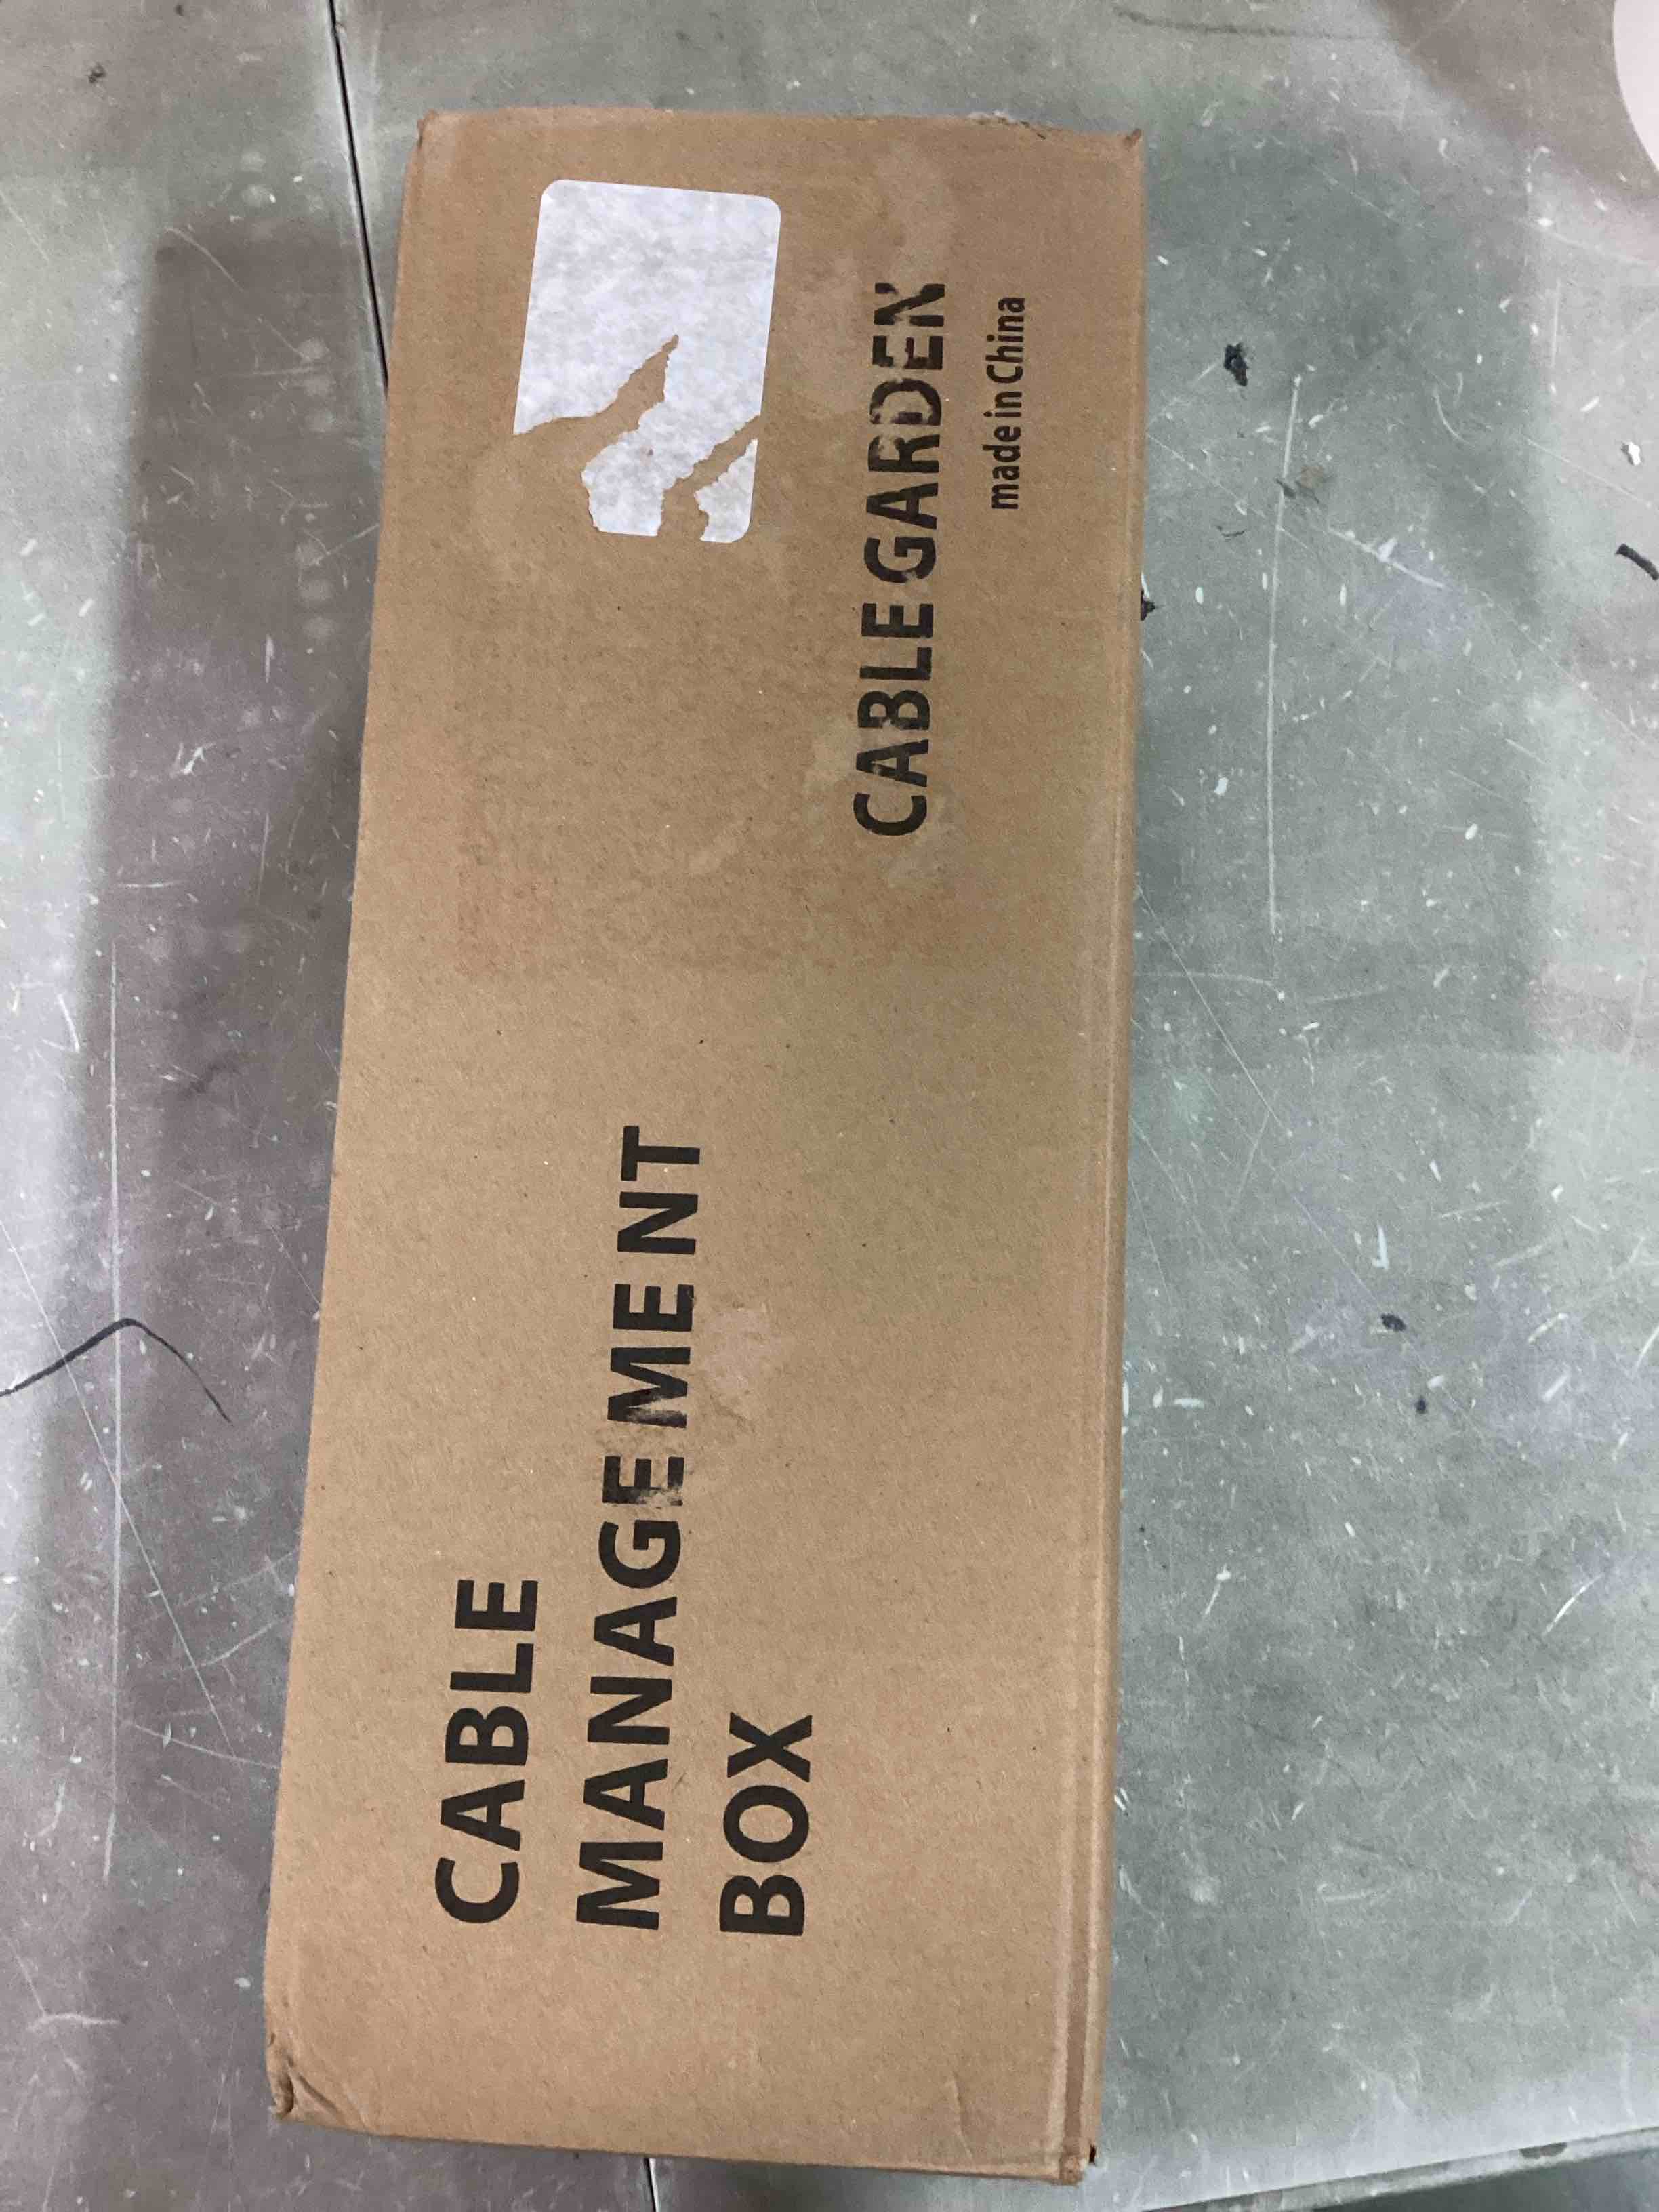 CABLE
MANAGEMENT
BOX
CABLE GARDEN
made in China